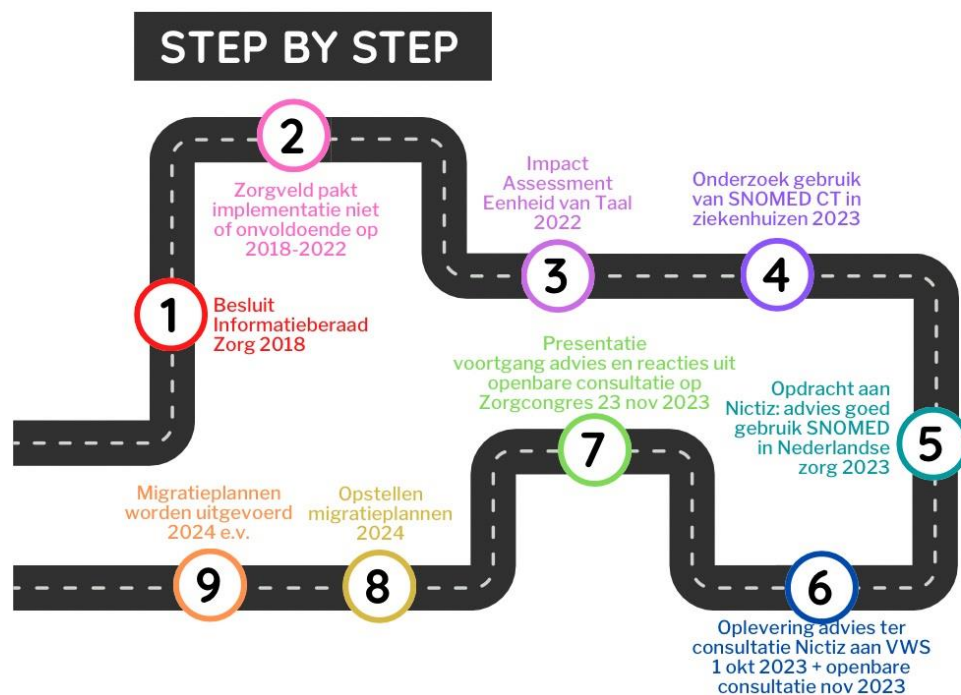 STEP BY STEP
1
Besluit
Informatieberaad
Zorg 2018
2
Zorgveld pakt
implementatie niet
of onvoldoende op
2018-2022
3
Impact
Assessment
Eenheid van Taal
2022
4
Onderzoek gebruik
van SNOMED CT in
ziekenhuizen 2023
5
Opdracht aan
Nictiz: advies goed
gebruik SNOMED
in Nederlandse
zorg 2023
6
Oplevering advies ter
consultatie Nictiz aan VWS
1 okt 2023 + openbare
consultatie nov 2023
7
Presentatie
voortgang advies en reacties uit
openbare consultatie op
Zorgcongres 23 nov 2023
8
Opstellen
migratieplannen
2024
9
Migratieplannen
worden uitgevoerd
2024 e.v.